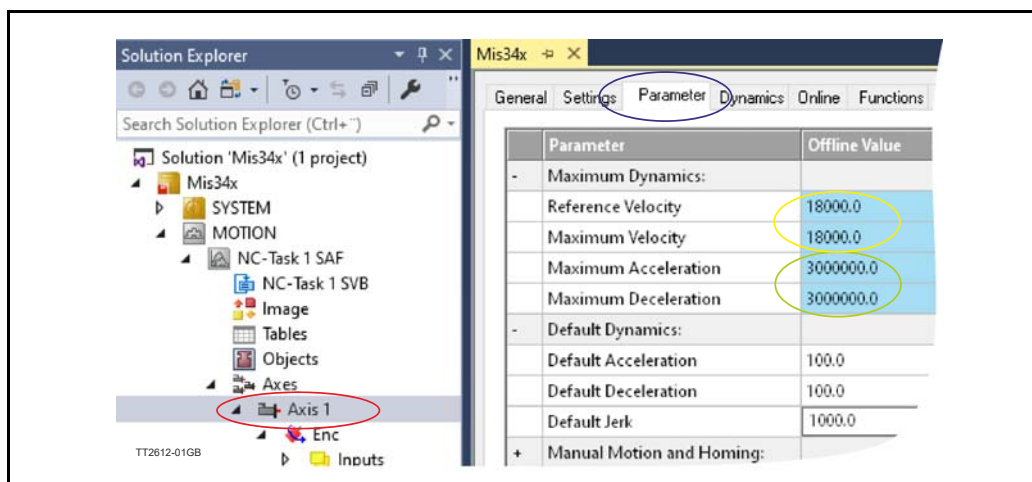 Solution Explorer
Search Solution Explorer (Ctrl+¨)
Solution 'Mis34x' (1 project)
Mis34x
SYSTEM
MOTION
NC-Task 1 SAF
NC-Task 1 SVB
Image
Tables
Objects
Axes
Axis 1
Enc
Inputs
TT2612-01GB
Mis34x
General Settings Parameter Dynamics Online Functions
Parameter Offline Value
- Maximum Dynamics:
Reference Velocity 18000.0
Maximum Velocity 18000.0
Maximum Acceleration 3000000.0
Maximum Deceleration 3000000.0
- Default Dynamics:
Default Acceleration 100.0
Default Deceleration 100.0
Default Jerk 1000.0
+ Manual Motion and Homing: